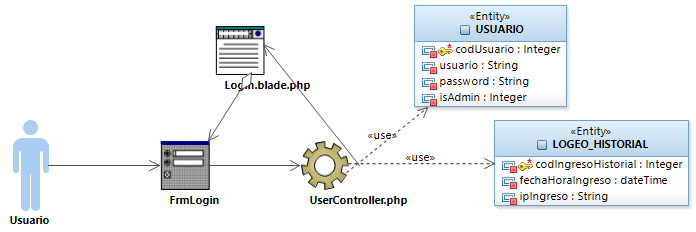 «Entity»
USUARIO
codUsuario : Integer
usuario : String
password : String
isAdmin : Integer
Login.blade.php
«use»
«Entity»
LOGEO_HISTORIAL
codIngresoHistorial : Integer
fechaHoraIngreso : dateTime
ipIngreso : String
«use»
Usuario
FrmLogin
UserController.php